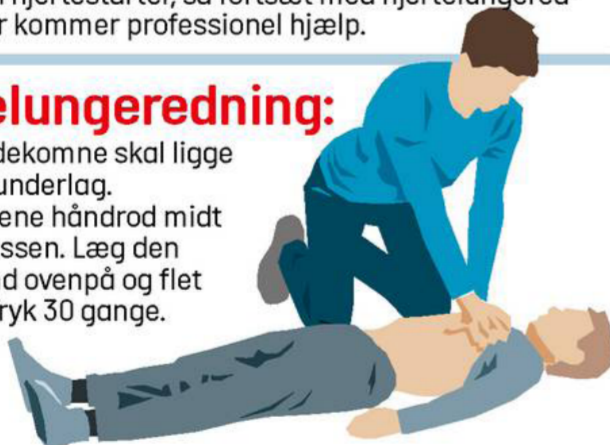 hjertestarter, så fortsæt med hjertelungered
r kommer professionel hjælp.
elungeredning:
dekomne skal ligge
underlag.
ene håndrod midt
ssen. Læg den
d ovenpå og flet
ryk 30 gange.